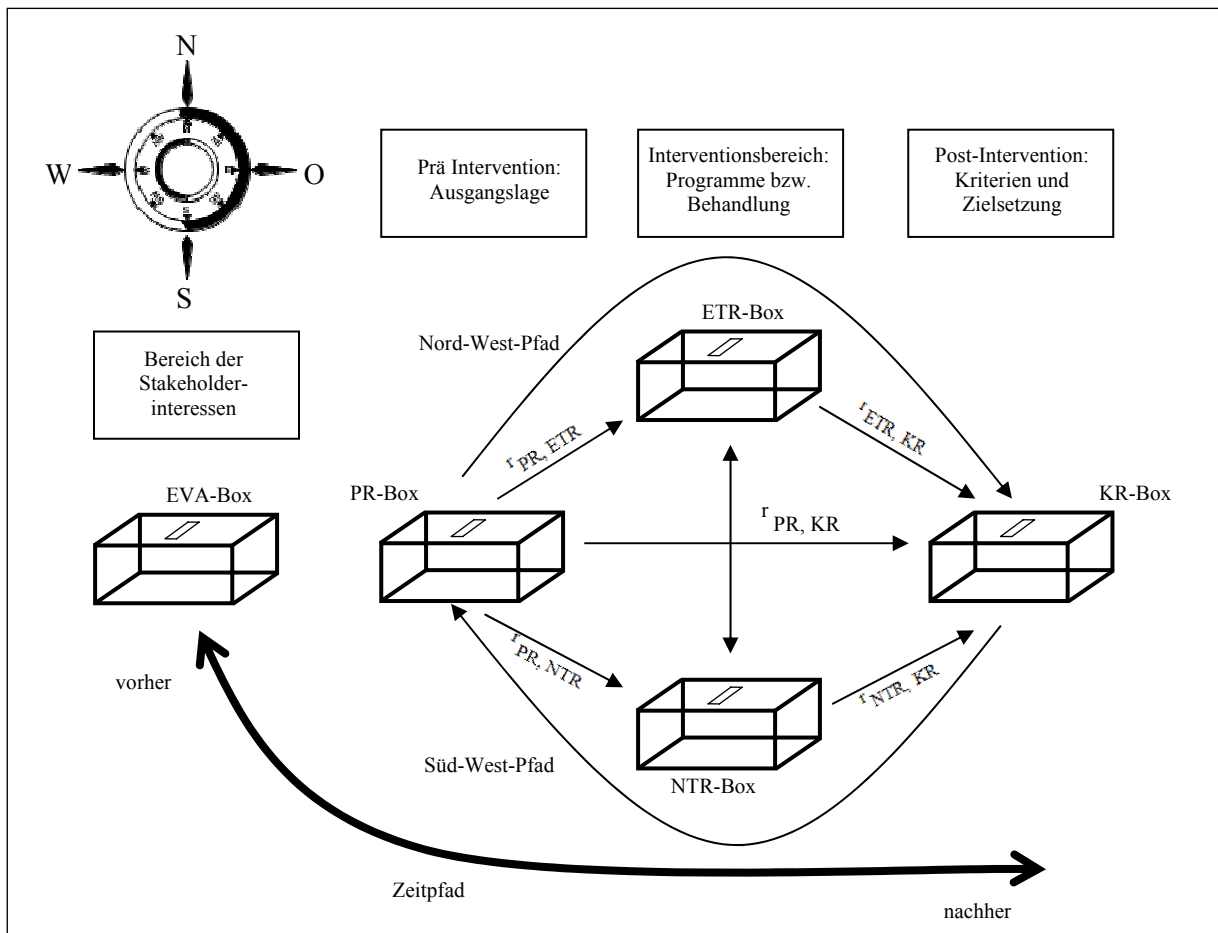 N
W
O
S
Prä Intervention:
Ausgangslage
Interventionsbereich:
Programme bzw.
Behandlung
Post-Intervention:
Kriterien und
Zielsetzung
Bereich der
Stakeholder-
interessen
Nord-West-Pfad
ETR-Box
r PR, ETR
r ETR, KR
EVA-Box
PR-Box
KR-Box
r PR, KR
r PR, NTR
r NTR, KR
vorher
Süd-West-Pfad
NTR-Box
Zeitpfad
nachher